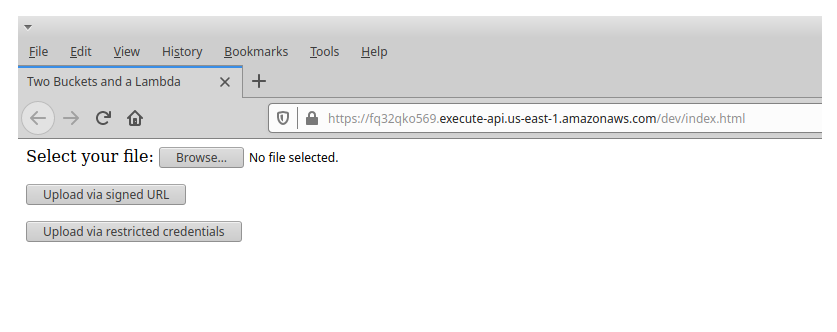 File Edit View History Bookmarks Tools Help
Two Buckets and a Lambda
https://fq32qko569.execute-api.us-east-1.amazonaws.com/dev/index.html
Select your file: Browse... No file selected.
Upload via signed URL
Upload via restricted credentials